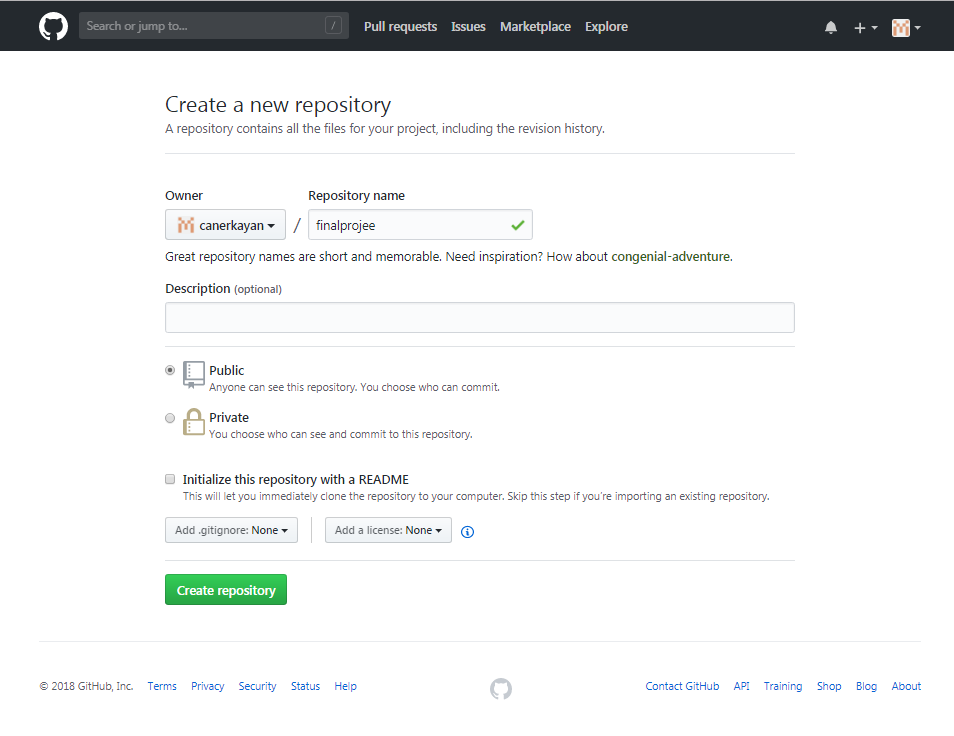 Search or jump to... / Pull requests Issues Marketplace Explore
Create a new repository
A repository contains all the files for your project, including the revision history.
Owner Repository name
canerkayan / finalprojee
Great repository names are short and memorable. Need inspiration? How about congenial-adventure.
Description (optional)
Public
Anyone can see this repository. You choose who can commit.
Private
You choose who can see and commit to this repository.
Initialize this repository with a README
This will let you immediately clone the repository to your computer. Skip this step if you're importing an existing repository.
Add .gitignore: None Add a license: None
Create repository
© 2018 GitHub, Inc. Terms Privacy Security Status Help Contact GitHub API Training Shop Blog About